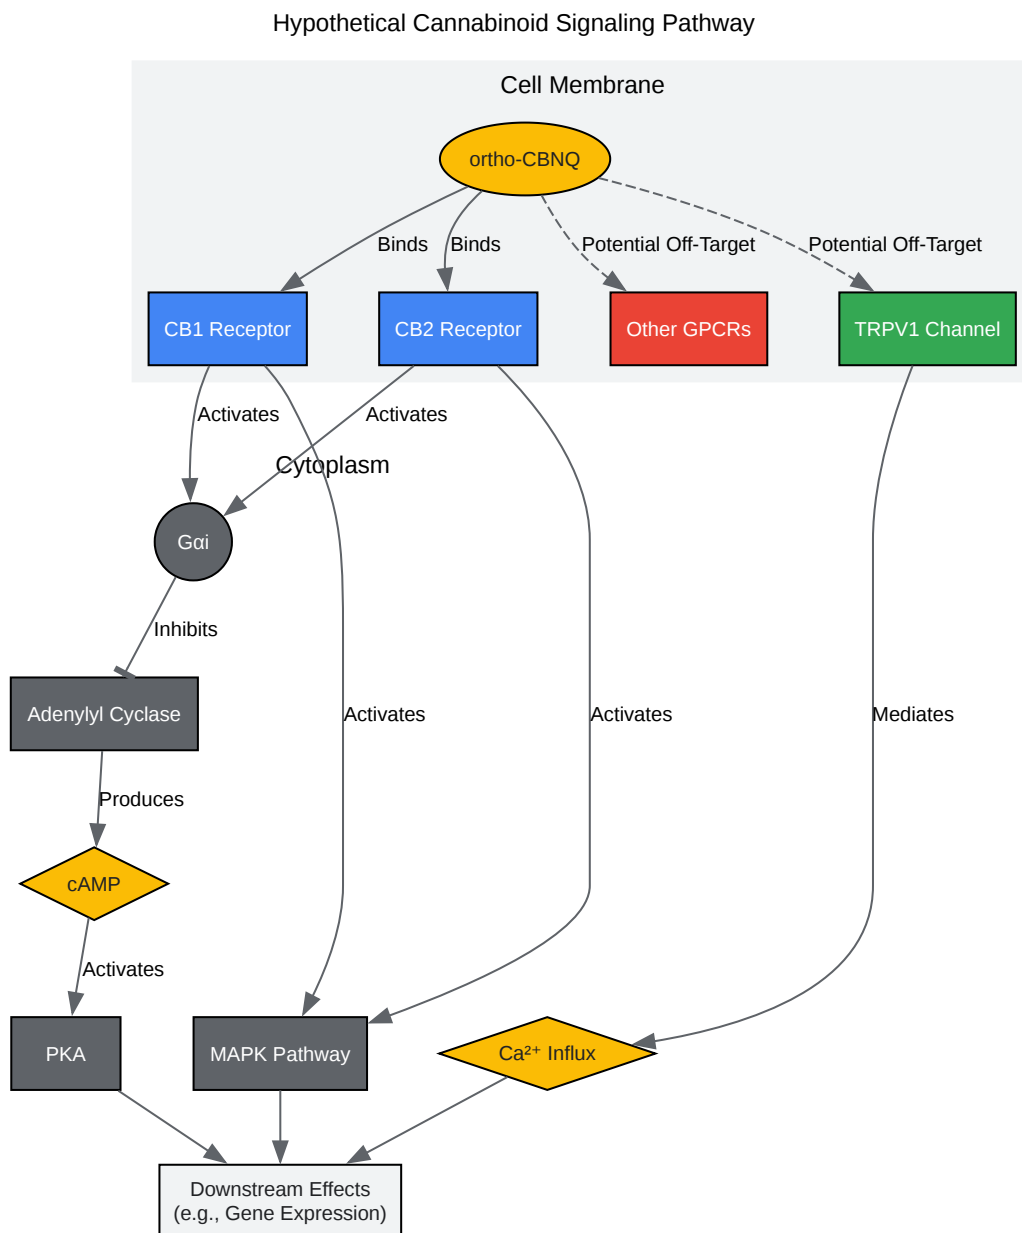 Hypothetical Cannabinoid Signaling Pathway
Cell Membrane
ortho-CBNQ
Binds
Binds
Potential Off-Target
Potential Off-Target
CB1 Receptor
CB2 Receptor
Other GPCRs
TRPV1 Channel
Activates
Activates
Cytoplasm
Gαi
Inhibits
Adenylyl Cyclase
Activates
Activates
Mediates
Produces
cAMP
Activates
PKA
MAPK Pathway
Ca²⁺ Influx
Downstream Effects
(e.g., Gene Expression)